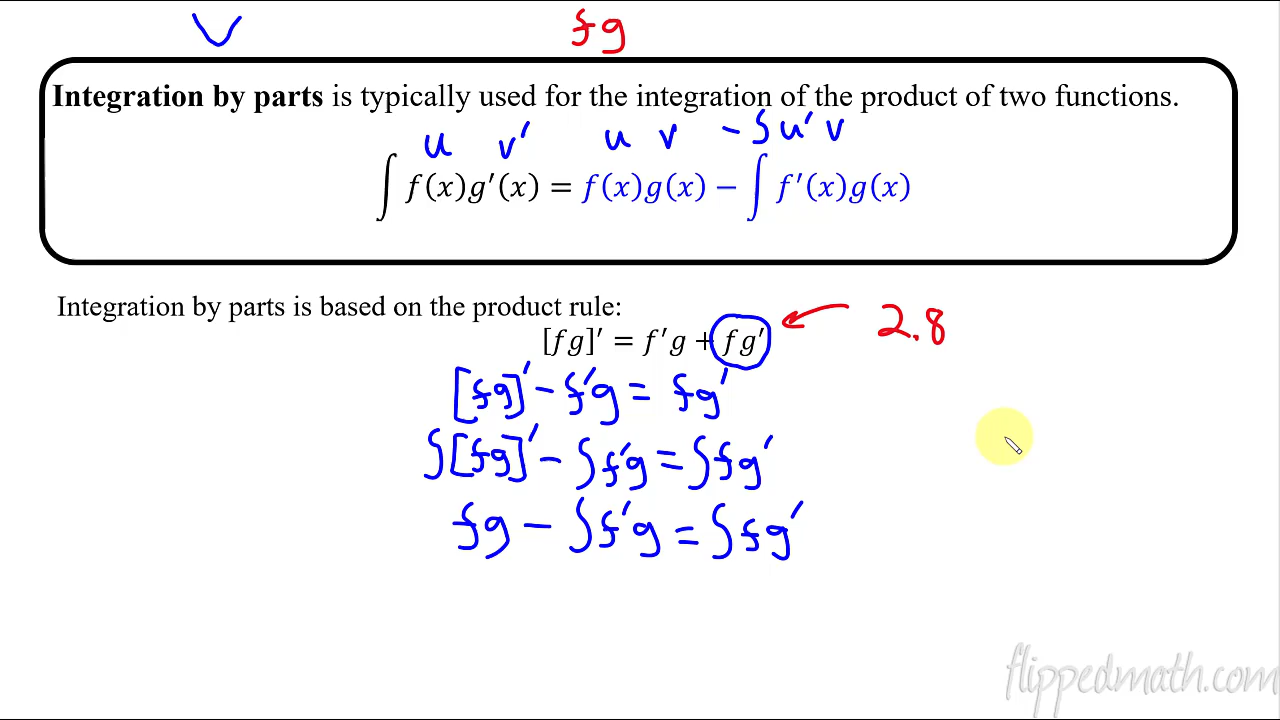 V fg
Integration by parts is typically used for the integration of the product of two functions.
u v′ u v − ∫ u′ v
∫ f(x)g′(x) = f(x)g(x) − ∫ f′(x)g(x)
Integration by parts is based on the product rule:
[fg]′ = f′g + fg′ 2.8
[fg]′ − f′g = fg′
∫[fg]′ − ∫f′g = ∫fg′
fg − ∫f′g = ∫fg′
flippedmath.com